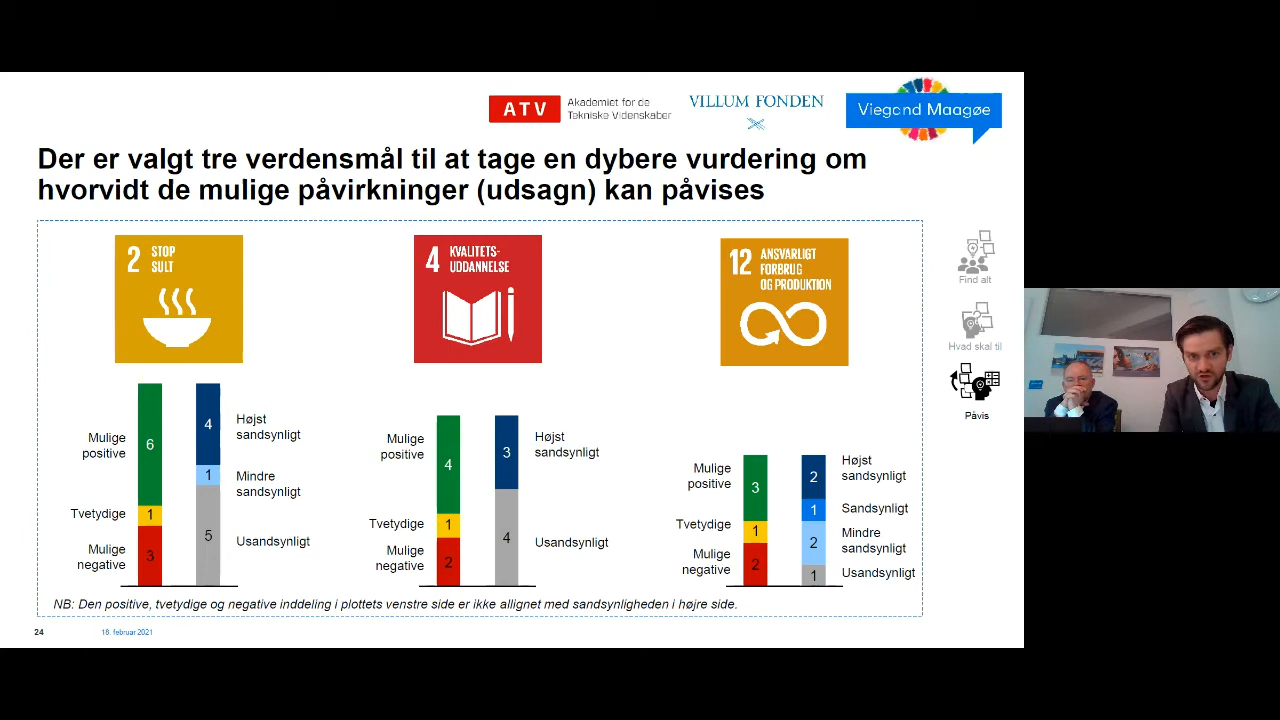 ATV
Akademiet for de
Tekniske Videnskaber
VILLUM FONDEN
Viegand Maagøe
Der er valgt tre verdensmål til at tage en dybere vurdering om
hvorvidt de mulige påvirkninger (udsagn) kan påvises
2 STOP
SULT
Mulige
positive
6
Tvetydige
1
Mulige
negative
3
4
Højst
sandsynligt
1
Mindre
sandsynligt
5
Usandsynligt
4 KVALITETS-
UDDANNELSE
Mulige
positive
4
Tvetydige
1
Mulige
negative
2
3
Højst
sandsynligt
4
Usandsynligt
12 ANSVARLIGT
FORBRUG
OG PRODUKTION
Mulige
positive
3
Tvetydige
1
Mulige
negative
2
2
Højst
sandsynligt
1
Sandsynligt
2
Mindre
sandsynligt
1
Usandsynligt
Find alt
Hvad skal til
Påvis
NB: Den positive, tvetydige og negative inddeling i plottets venstre side er ikke allignet med sandsynligheden i højre side.
24
18. februar 2021